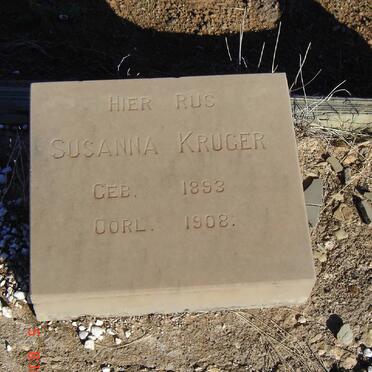 HIER RUS
SUSANNA KRUGER
GEB. 1893
OORL. 1908.